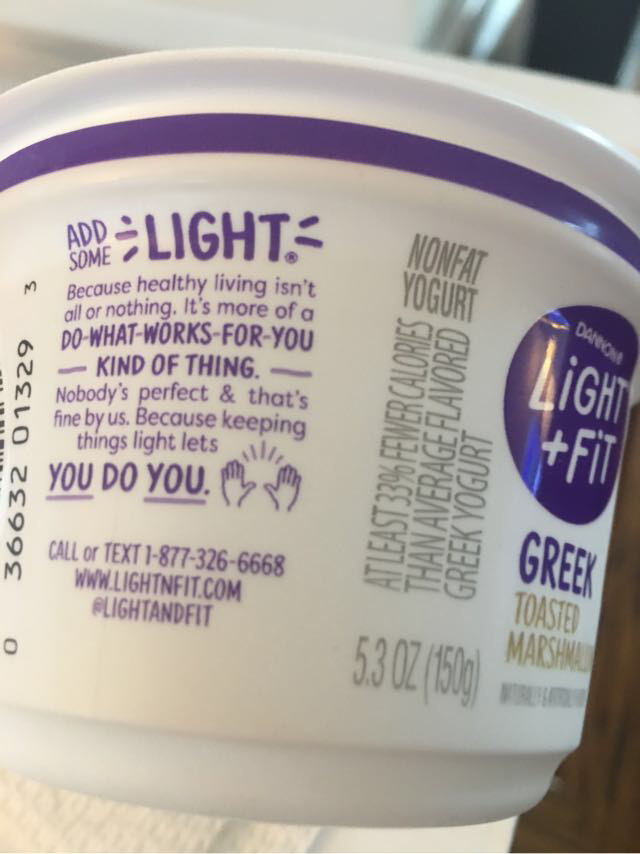 ADD SOME LIGHT®
Because healthy living isn't
all or nothing. It's more of a
DO-WHAT-WORKS-FOR-YOU
KIND OF THING.
Nobody's perfect & that's
fine by us. Because keeping
things light lets
YOU DO YOU.
CALL or TEXT 1-877-326-6668
WWW.LIGHTNFIT.COM
@LIGHTANDFIT
0 36632 01329 3
NONFAT
YOGURT
AT LEAST 33% FEWER CALORIES
THAN AVERAGE FLAVORED
GREEK YOGURT
5.3 OZ (150g)
DANNON®
LiGHT
+FiT
GREEK
TOASTED